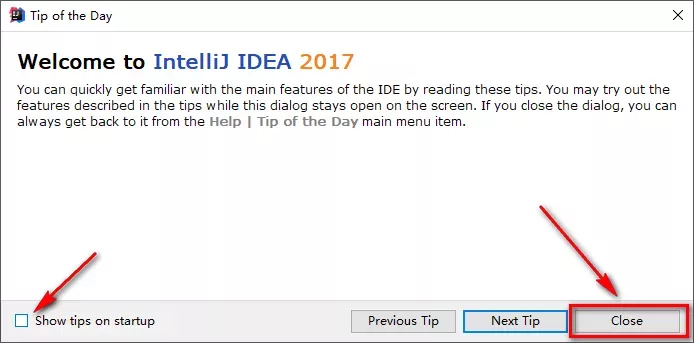 Tip of the Day
Welcome to IntelliJ IDEA 2017
You can quickly get familiar with the main features of the IDE by reading these tips. You may try out the
features described in the tips while this dialog stays open on the screen. If you close the dialog, you can
always get back to it from the Help | Tip of the Day main menu item.
Show tips on startup
Previous Tip
Next Tip
Close